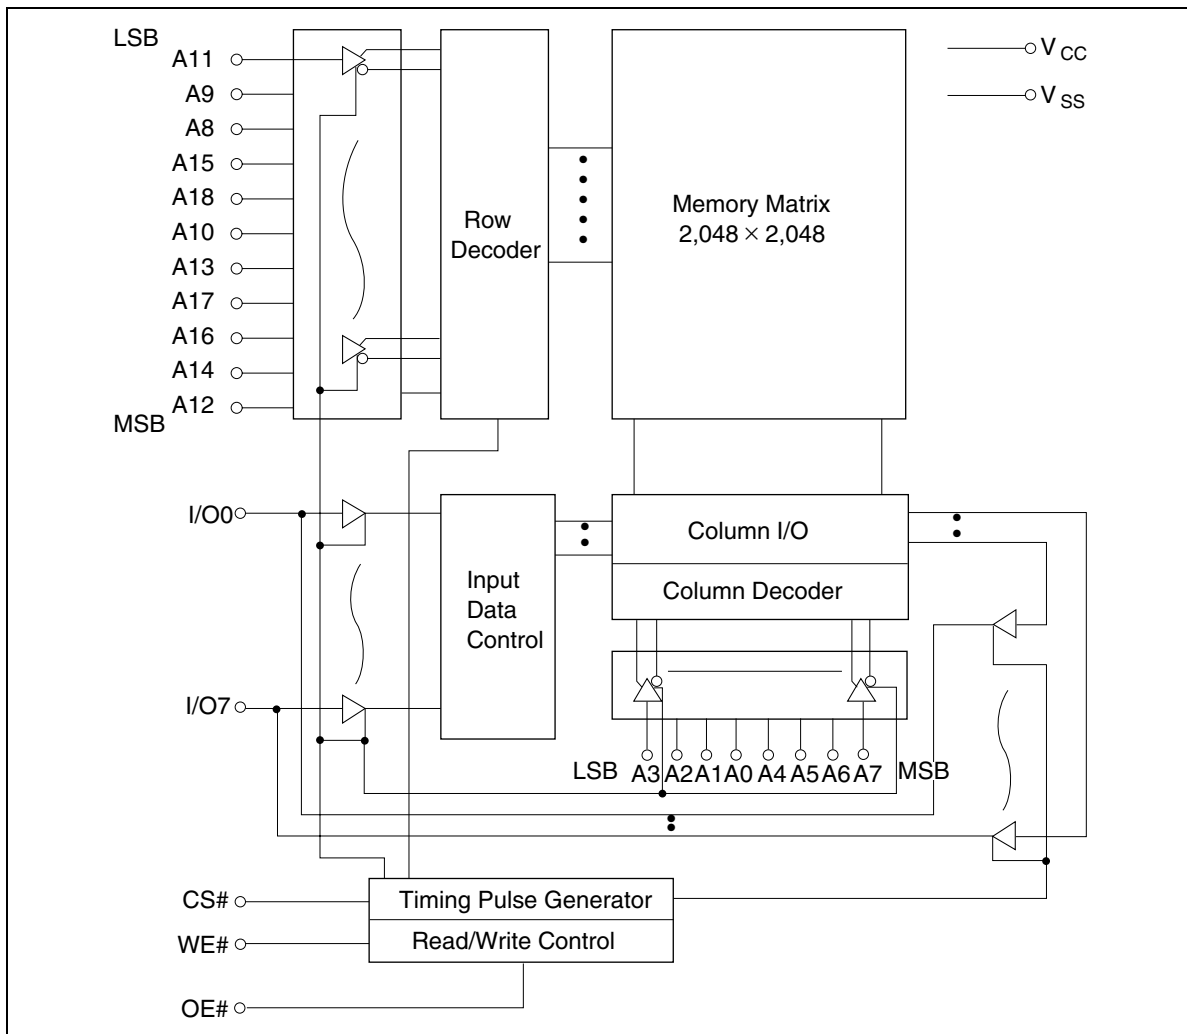 LSB
A11
A9
A8
A15
A18
A10
A13
A17
A16
A14
A12
MSB
Row
Decoder
Memory Matrix
2,048 × 2,048
V CC
V SS
I/O0
I/O7
Input
Data
Control
Column I/O
Column Decoder
LSB A3 A2 A1 A0 A4 A5 A6 A7 MSB
CS#
WE#
OE#
Timing Pulse Generator
Read/Write Control